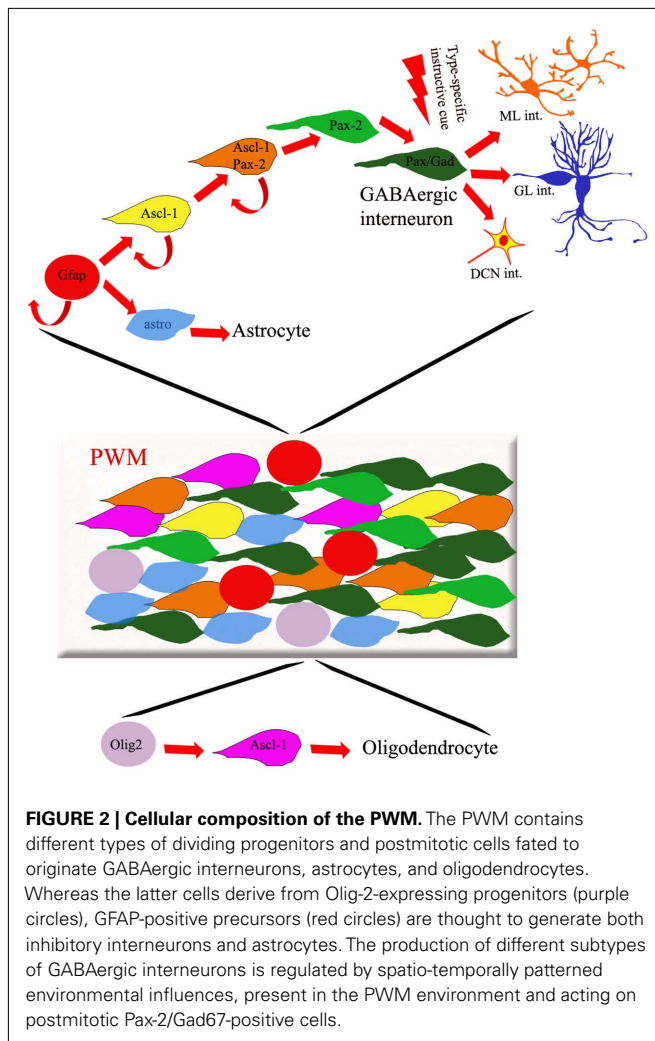 Type-specific
instructive cue
ML int.
Pax-2
Ascl-1
Pax-2
Pax/Gad
GL int.
GABAergic
interneuron
Ascl-1
DCN int.
Gfap
astro
Astrocyte
PWM
Olig2
Ascl-1
Oligodendrocyte
FIGURE 2 | Cellular composition of the PWM. The PWM contains
different types of dividing progenitors and postmitotic cells fated to
originate GABAergic interneurons, astrocytes, and oligodendrocytes.
Whereas the latter cells derive from Olig-2-expressing progenitors (purple
circles), GFAP-positive precursors (red circles) are thought to generate both
inhibitory interneurons and astrocytes. The production of different subtypes
of GABAergic interneurons is regulated by spatio-temporally patterned
environmental influences, present in the PWM environment and acting on
postmitotic Pax-2/Gad67-positive cells.